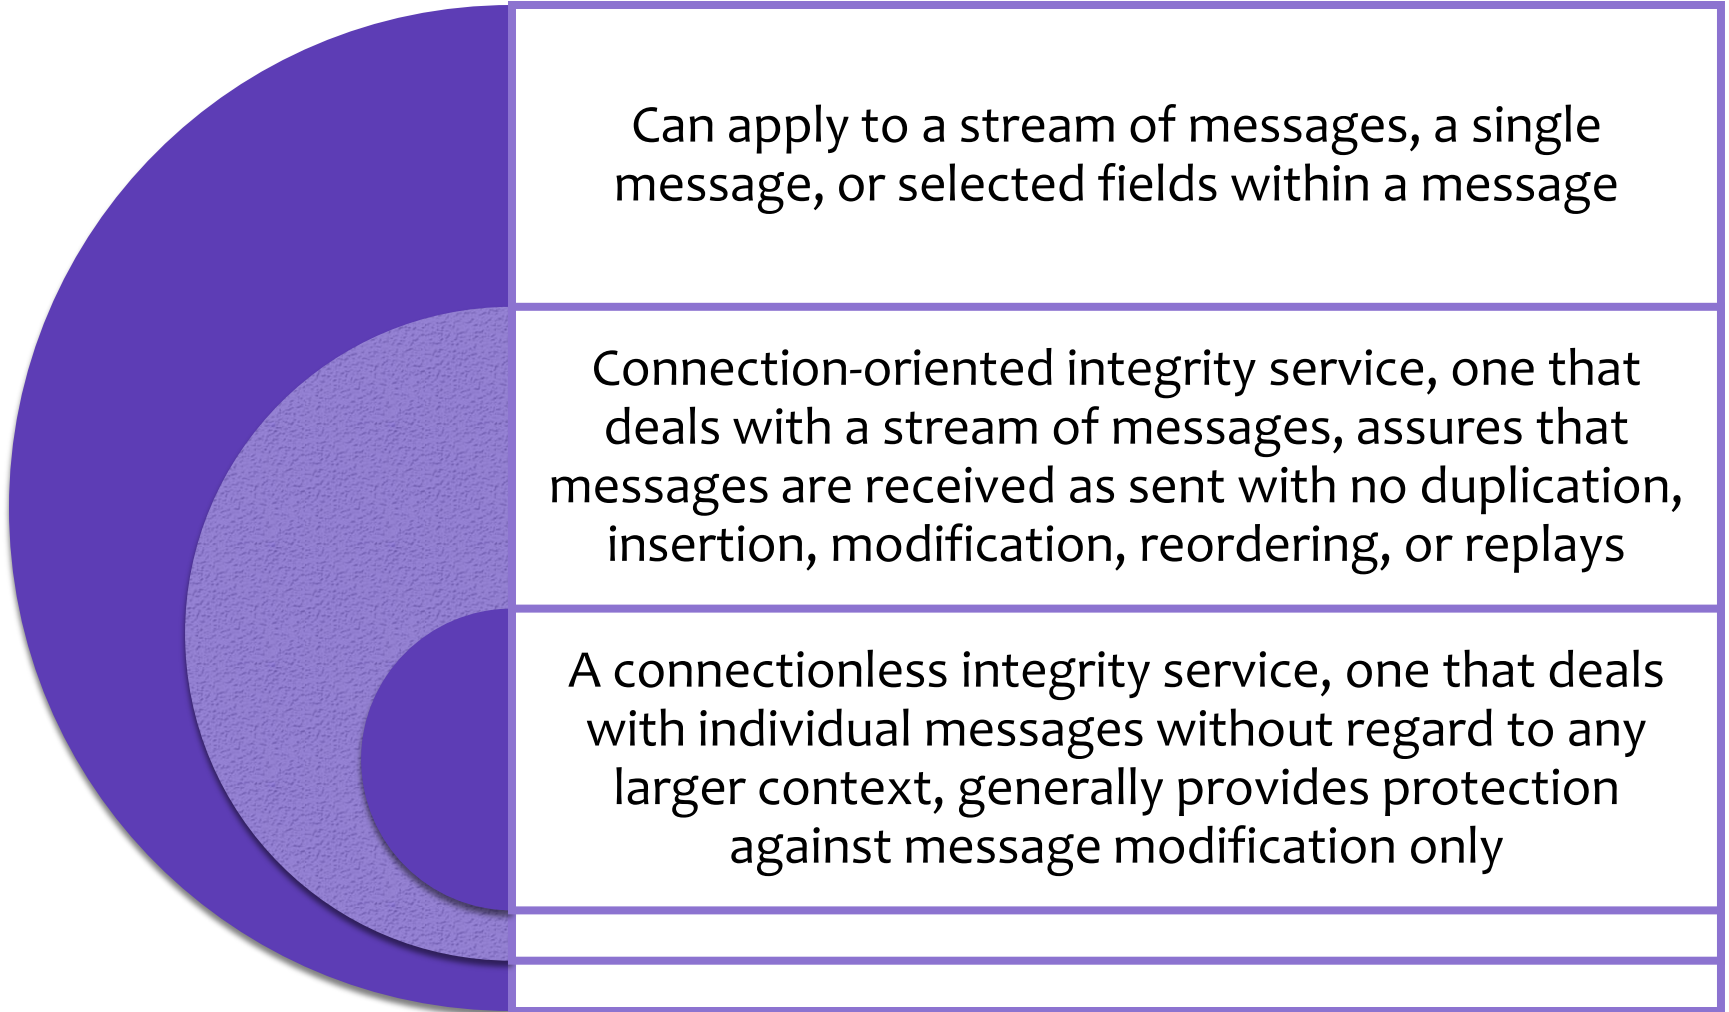 Can apply to a stream of messages, a single
message, or selected fields within a message
Connection-oriented integrity service, one that
deals with a stream of messages, assures that
messages are received as sent with no duplication,
insertion, modification, reordering, or replays
A connectionless integrity service, one that deals
with individual messages without regard to any
larger context, generally provides protection
against message modification only